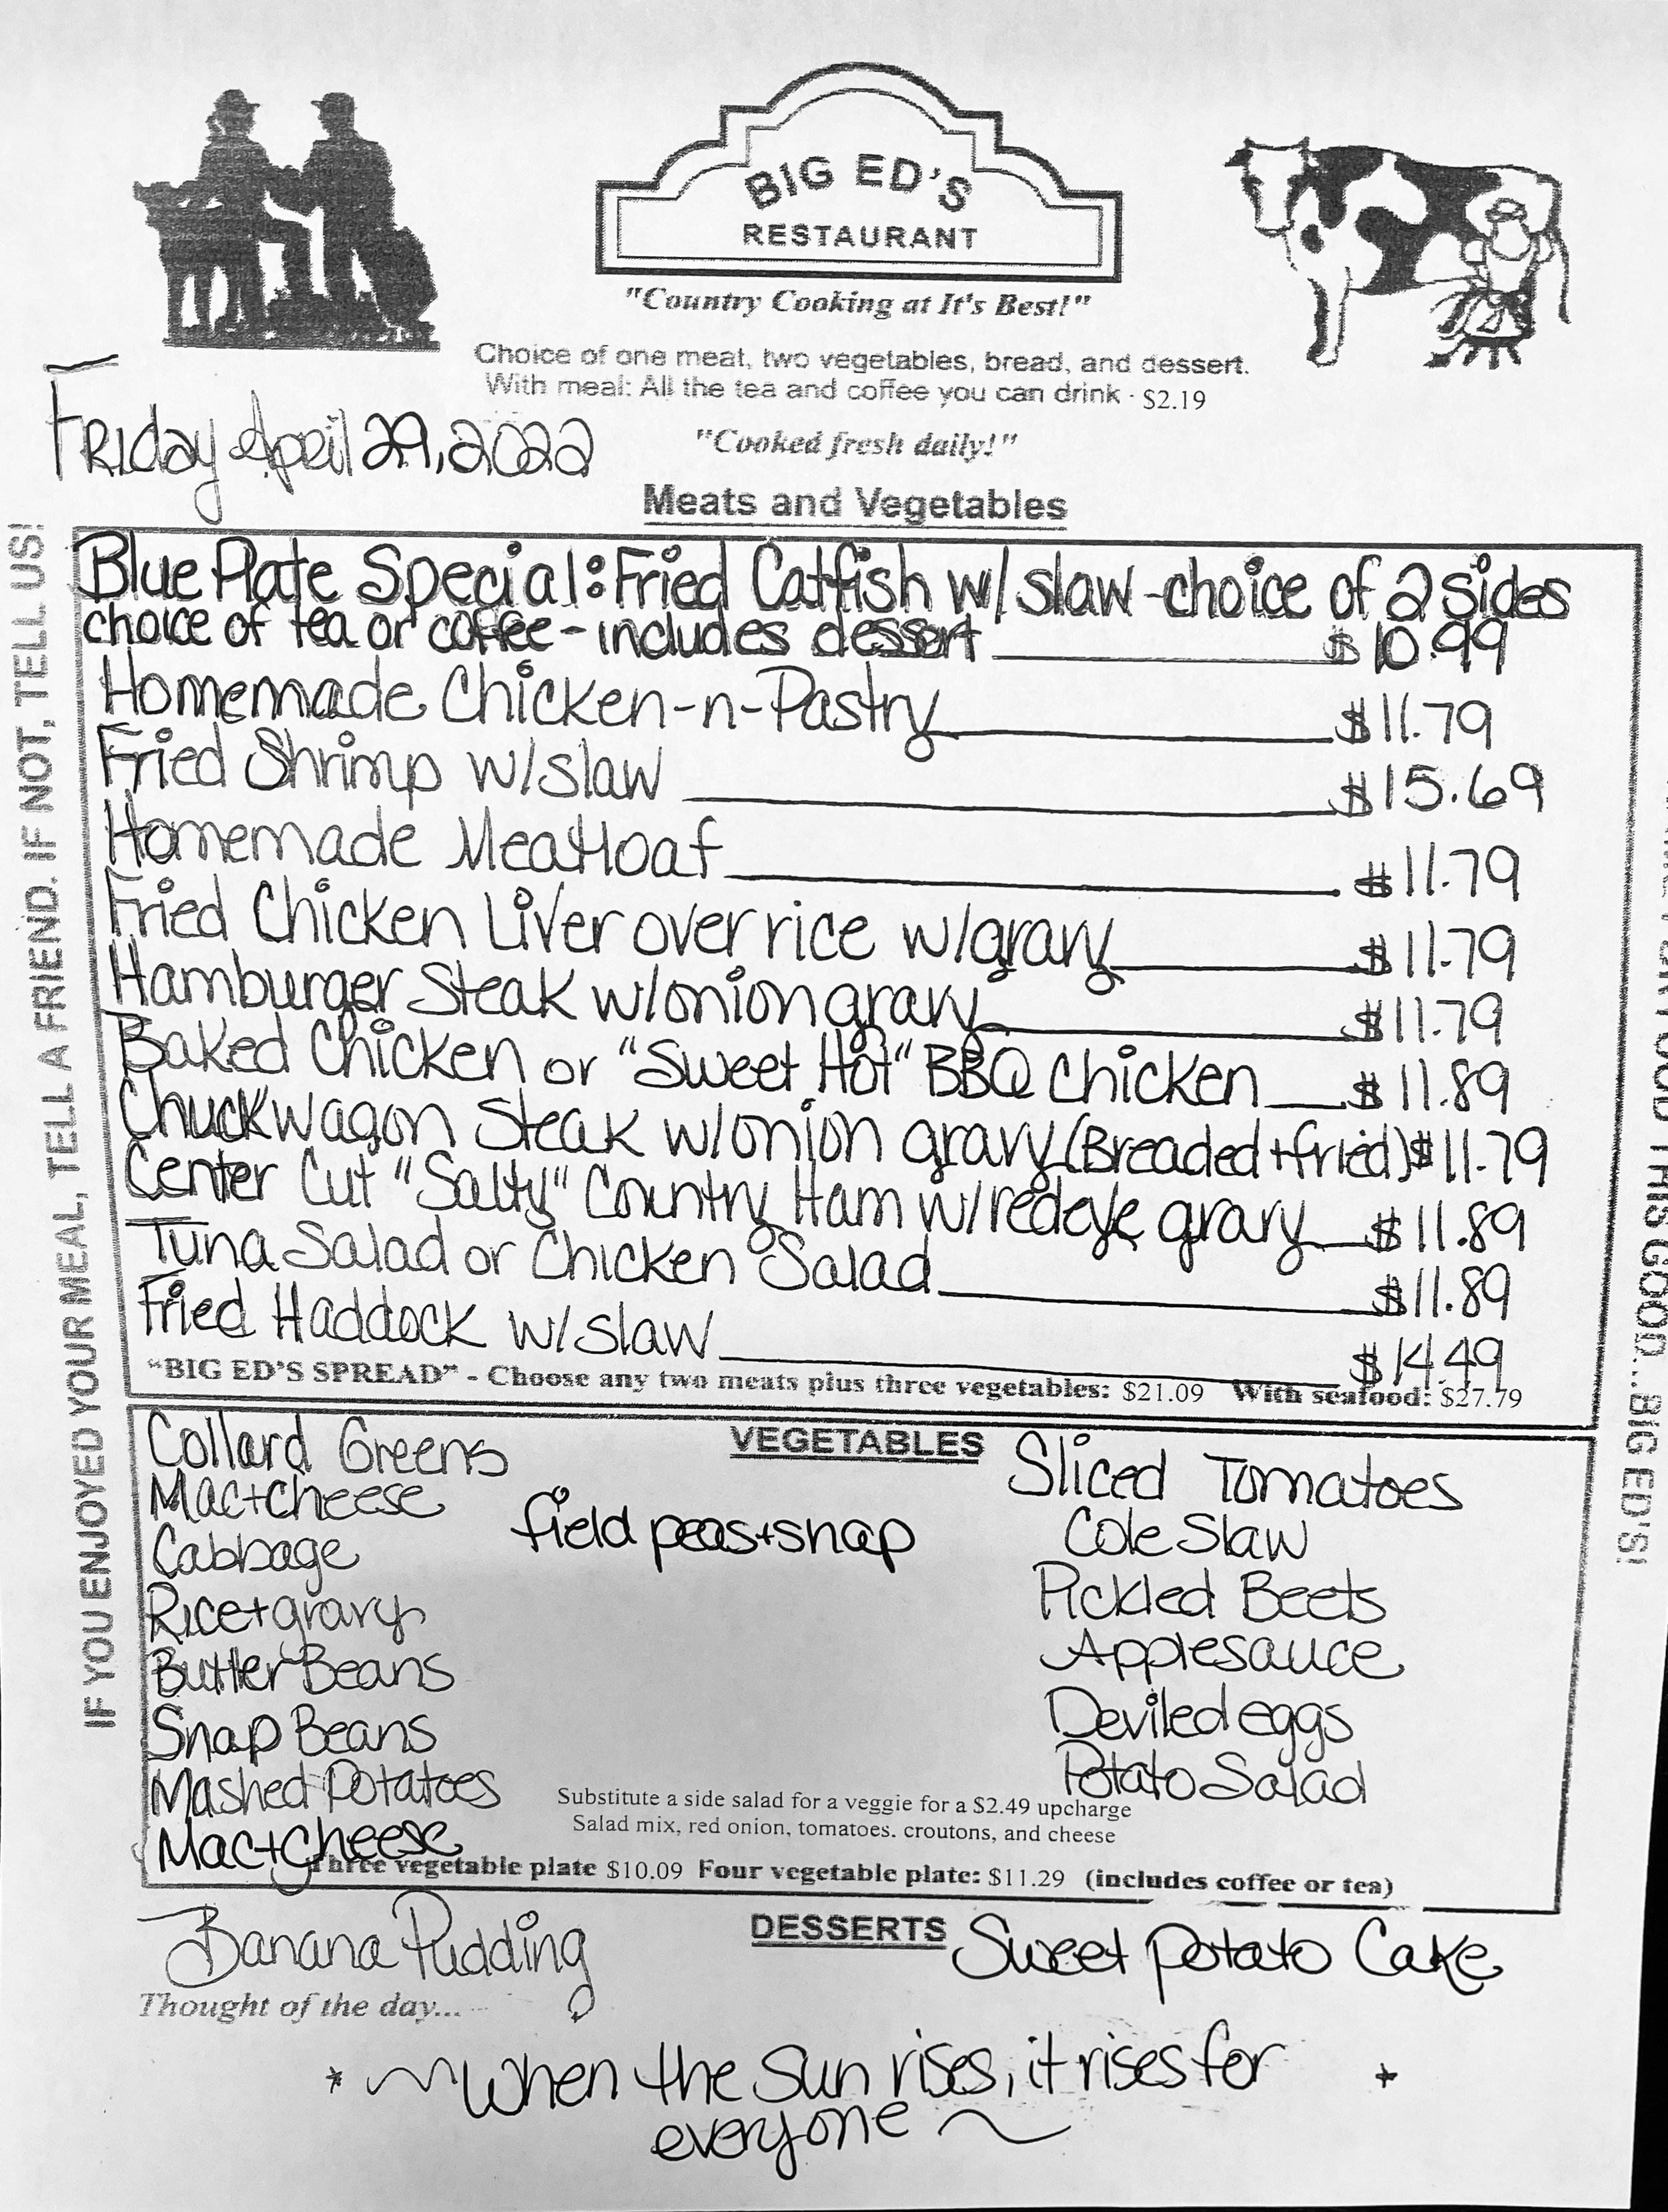 BIG ED'S
RESTAURANT
"Country Cooking at It's Best!"
Choice of one meat, two vegetables, bread, and dessert.
With meal: All the tea and coffee you can drink - $2.19
Friday April 29, 2022
"Cooked fresh daily!"
Meats and Vegetables
Blue Plate Special: Fried Catfish w/ slaw - choice of 2 sides
choice of tea or coffee - includes dessert $10.99
Homemade Chicken-n-Pastry $11.79
Fried Shrimp w/slaw $15.69
Homemade Meatloaf $11.79
Fried Chicken Liver over rice w/gravy $11.79
Hamburger Steak w/onion gravy $11.79
Baked Chicken or "Sweet Hot" BBQ Chicken $11.89
Chuckwagon Steak w/onion gravy (Breaded + fried) $11.79
Center Cut "Salty" Country Ham w/redeye gravy $11.89
Tuna Salad or Chicken Salad $11.89
Fried Haddock w/slaw $14.49
"BIG ED'S SPREAD" - Choose any two meats plus three vegetables: $21.09 With seafood: $27.79
VEGETABLES
Collard Greens
Mac+cheese
Cabbage
Rice+gravy
Butter Beans
Snap Beans
Mashed Potatoes
Mac+Cheese
field peas+snap
Sliced Tomatoes
Cole Slaw
Pickled Beets
Applesauce
Deviled eggs
Potato Salad
Substitute a side salad for a veggie for a $2.49 upcharge
Salad mix, red onion, tomatoes. croutons, and cheese
Three vegetable plate $10.09 Four vegetable plate: $11.29 (includes coffee or tea)
DESSERTS
Banana Pudding
Sweet Potato Cake
Thought of the day...
* ~ When the sun rises, it rises for *
everyone ~
IF YOU ENJOYED YOUR MEAL, TELL A FRIEND. IF NOT, TELL US!
THIS GOOD...BIG ED'S!